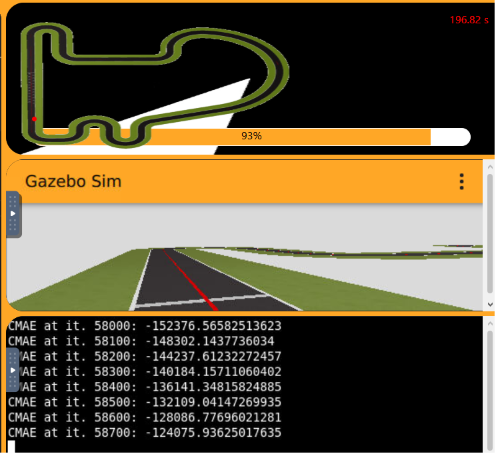 196.82 s
93%
Gazebo Sim
CMAE at it. 58000: -152376.56582513623
CMAE at it. 58100: -148302.1437736034
CMAE at it. 58200: -144237.61232272457
CMAE at it. 58300: -140184.15711060402
CMAE at it. 58400: -136141.34815824885
CMAE at it. 58500: -132109.04147269935
CMAE at it. 58600: -128086.77696021281
CMAE at it. 58700: -124075.93625017635